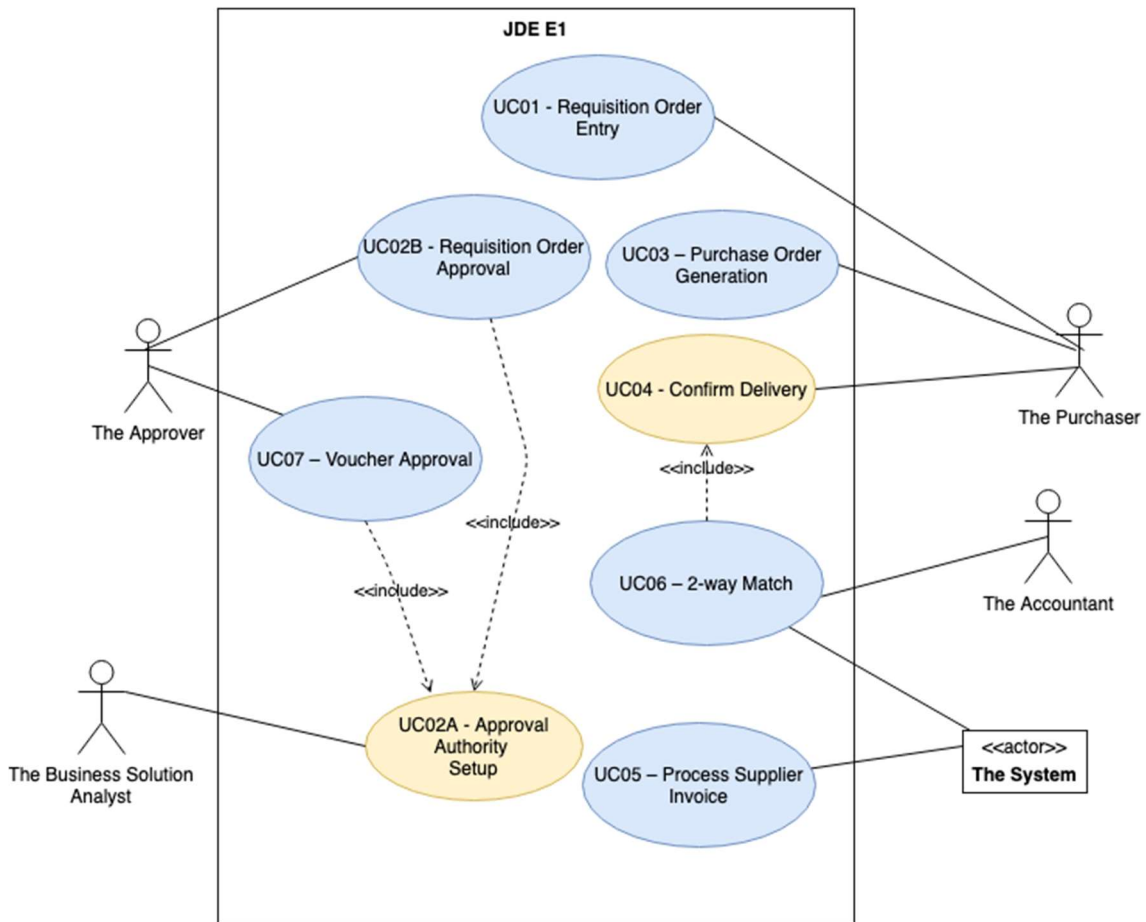 JDE E1
UC01 - Requisition Order
Entry
UC02B - Requisition Order
Approval
UC03 – Purchase Order
Generation
UC04 - Confirm Delivery
The Approver
The Purchaser
UC07 – Voucher Approval
<<include>>
<<include>>
<<include>>
UC06 – 2-way Match
The Accountant
UC02A - Approval
Authority
Setup
The Business Solution
Analyst
UC05 – Process Supplier
Invoice
<<actor>>
The System